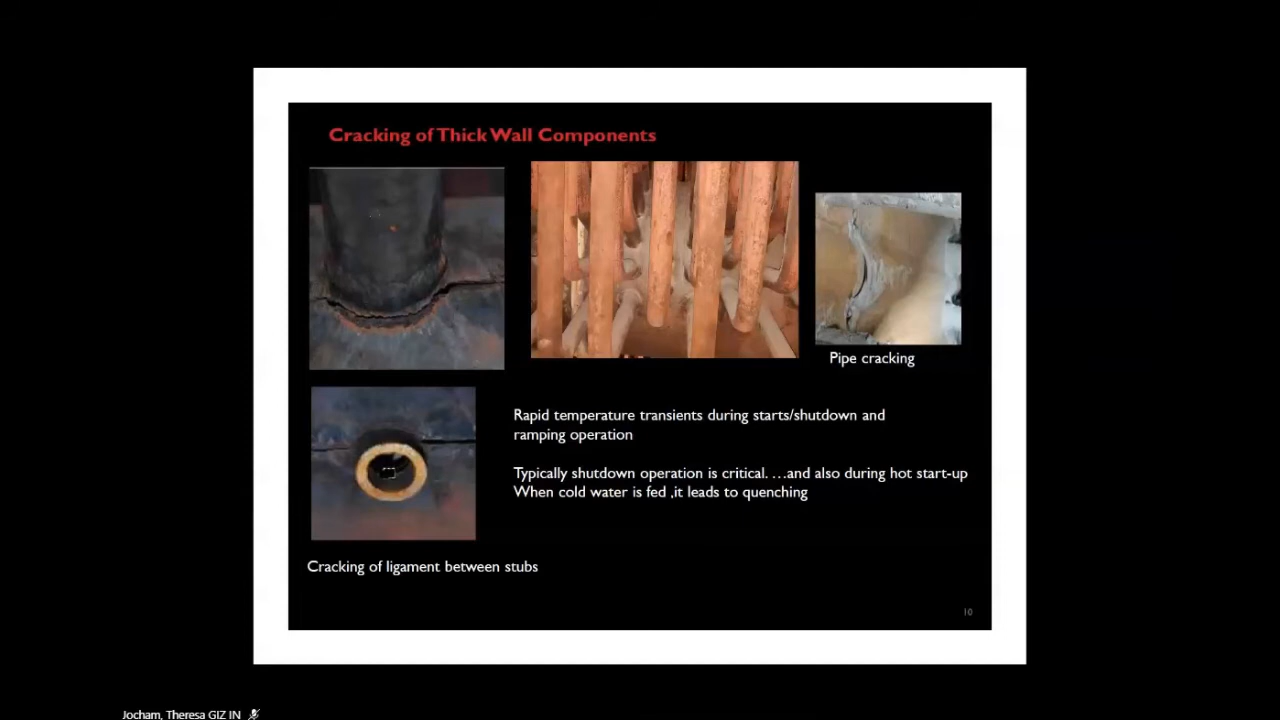 Cracking of Thick Wall Components
Pipe cracking
Rapid temperature transients during starts/shutdown and
ramping operation
Typically shutdown operation is critical. ...and also during hot start-up
When cold water is fed ,it leads to quenching
Cracking of ligament between stubs
10
Jocham, Theresa GIZ IN